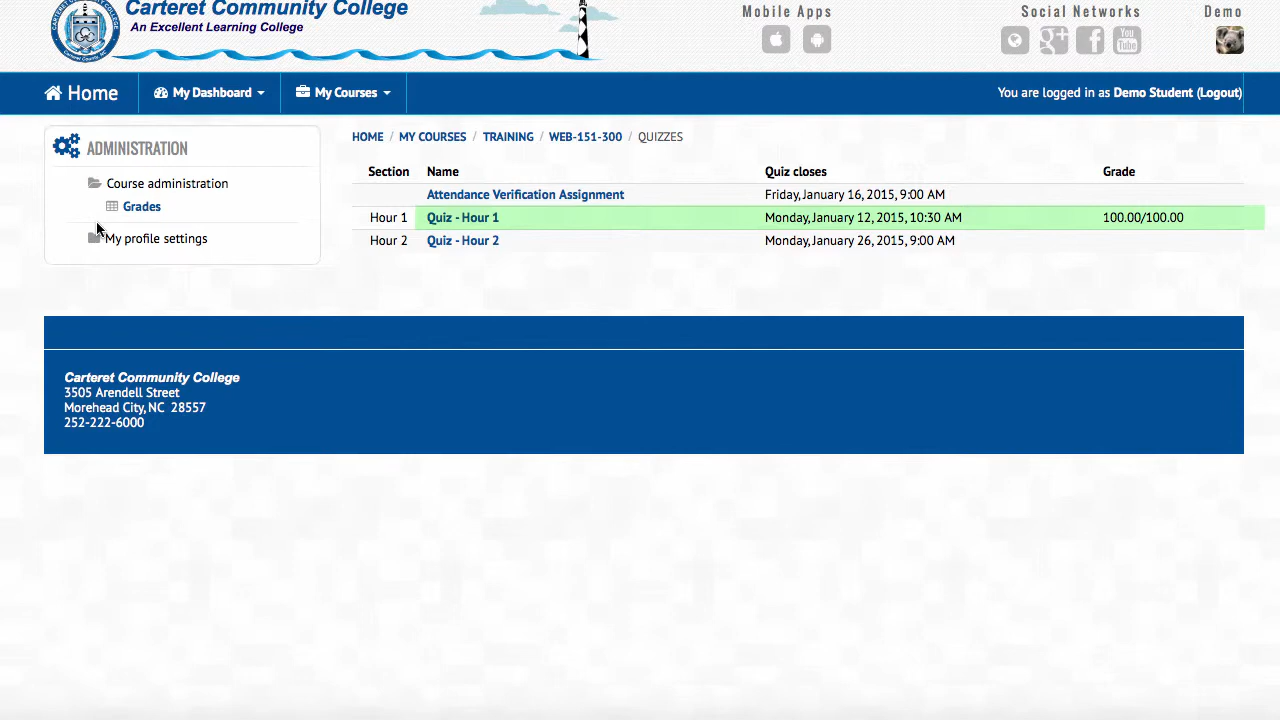 Carteret Community College
An Excellent Learning College
Mobile Apps
Social Networks
Demo
You Tube
Home
My Dashboard
My Courses
You are logged in as Demo Student (Logout)
ADMINISTRATION
Course administration
Grades
My profile settings
HOME / MY COURSES / TRAINING / WEB-151-300 / QUIZZES
Section Name Quiz closes Grade
Attendance Verification Assignment Friday, January 16, 2015, 9:00 AM
Hour 1 Quiz - Hour 1 Monday, January 12, 2015, 10:30 AM 100.00/100.00
Hour 2 Quiz - Hour 2 Monday, January 26, 2015, 9:00 AM
Carteret Community College
3505 Arendell Street
Morehead City, NC 28557
252-222-6000